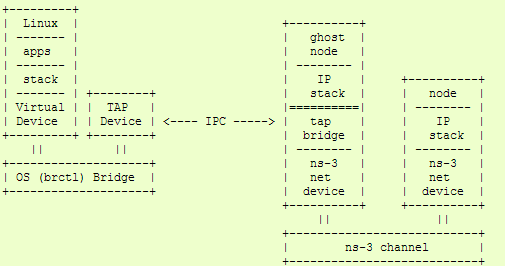 Linux
apps
stack
Virtual
Device
TAP
Device
<---- IPC ----->
OS (brctl) Bridge
ghost
node
IP
stack
tap
bridge
ns-3
net
device
node
IP
stack
ns-3
net
device
ns-3 channel